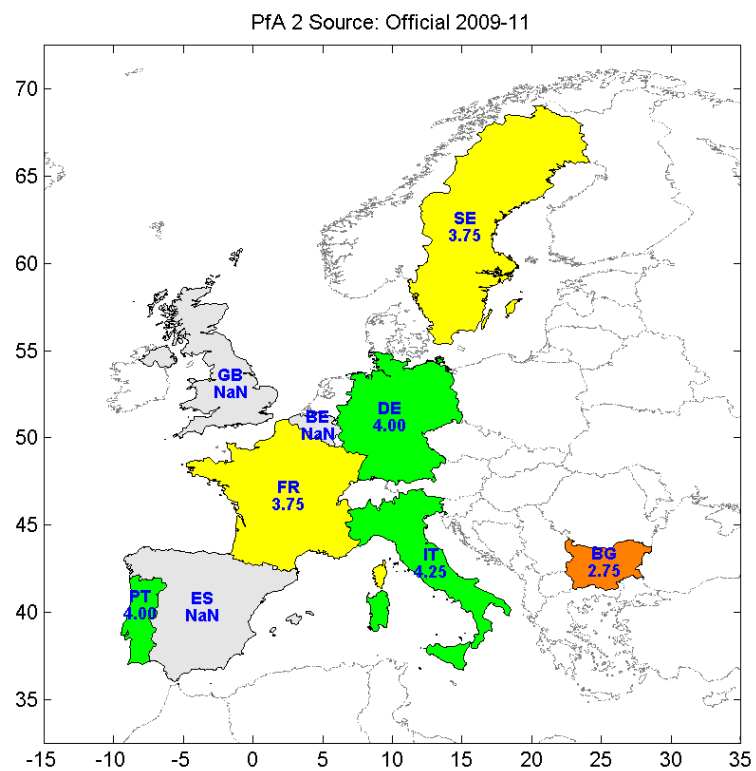 PfA 2 Source: Official 2009-11
70
65
60
55
50
45
40
35
SE
3.75
GB
NaN
BE
NaN
DE
4.00
FR
3.75
IT
4.25
BG
2.75
PT
4.00
ES
NaN
-15 -10 -5 0 5 10 15 20 25 30 35